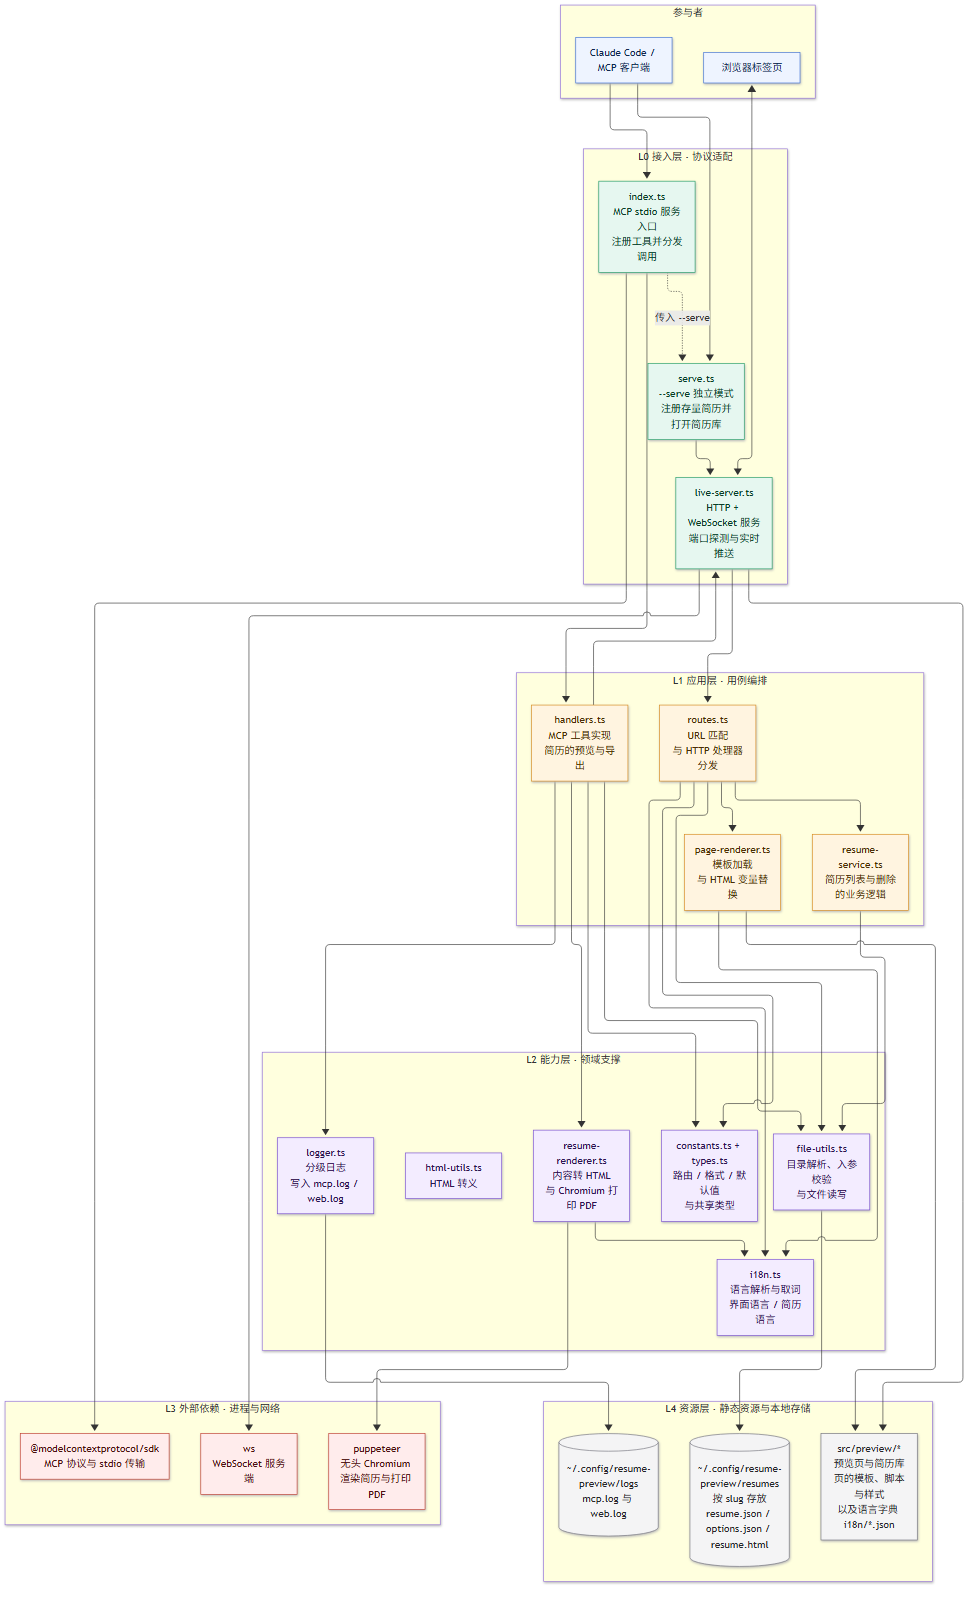 参与者
Claude Code /
MCP 客户端
浏览器标签页
L0 接入层 · 协议适配
index.ts
MCP stdio 服务
入口
注册工具并分发
调用
传入 --serve
serve.ts
--serve 独立模式
注册存量简历并
打开简历库
live-server.ts
HTTP +
WebSocket 服务
端口探测与实时
推送
L1 应用层 · 用例编排
handlers.ts
MCP 工具实现
简历的预览与导
出
routes.ts
URL 匹配
与 HTTP 处理器
分发
page-renderer.ts
模板加载
与 HTML 变量替
换
resume-
service.ts
简历列表与删除
的业务逻辑
L2 能力层 · 领域支撑
logger.ts
分级日志
写入 mcp.log /
web.log
html-utils.ts
HTML 转义
resume-
renderer.ts
内容转 HTML
与 Chromium 打
印 PDF
constants.ts +
types.ts
路由 / 格式 / 默
认值
与共享类型
file-utils.ts
目录解析、入参
校验
与文件读写
i18n.ts
语言解析与取词
界面语言 / 简历
语言
L3 外部依赖 · 进程与网络
@modelcontextprotocol/sdk
MCP 协议与 stdio 传输
ws
WebSocket 服务
端
puppeteer
无头 Chromium
渲染简历与打印
PDF
L4 资源层 · 静态资源与本地存储
~/.config/resume-
preview/logs
mcp.log 与
web.log
~/.config/resume-
preview/resumes
按 slug 存放
resume.json /
options.json /
resume.html
src/preview/*
预览页与简历库
页的模板、脚本
与样式
以及语言字典
i18n/*.json